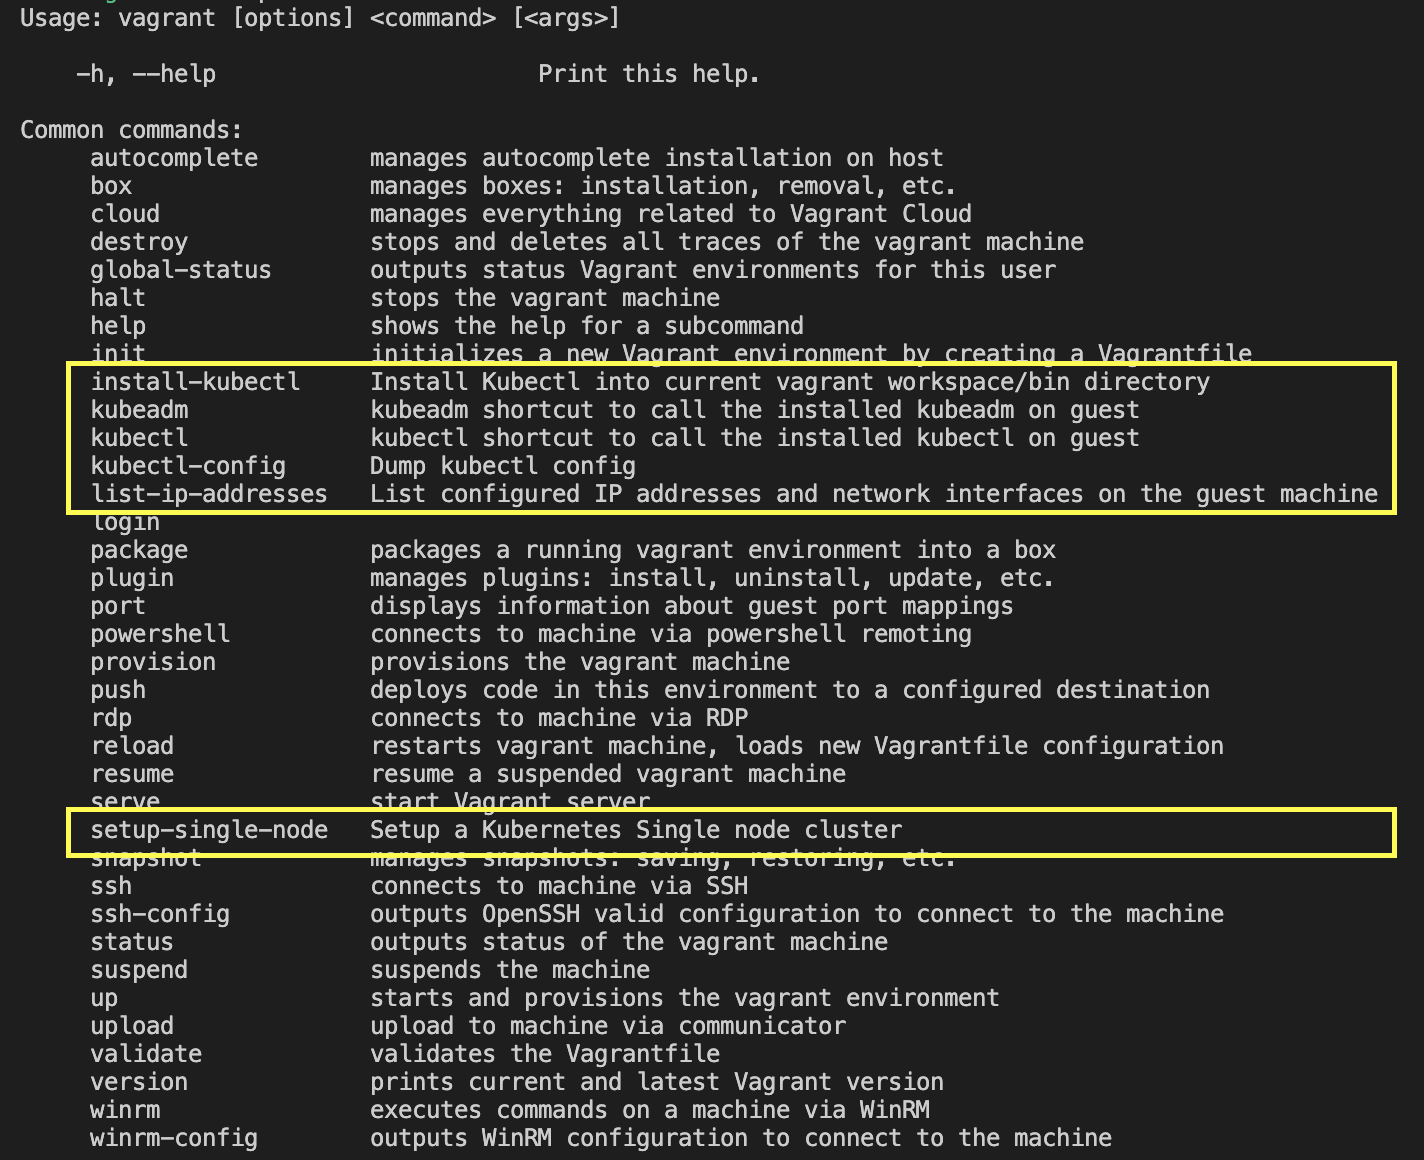 Usage: vagrant [options] <command> [<args>]
-h, --help Print this help.
Common commands:
autocomplete manages autocomplete installation on host
box manages boxes: installation, removal, etc.
cloud manages everything related to Vagrant Cloud
destroy stops and deletes all traces of the vagrant machine
global-status outputs status Vagrant environments for this user
halt stops the vagrant machine
help shows the help for a subcommand
init initializes a new Vagrant environment by creating a Vagrantfile
install-kubectl Install Kubectl into current vagrant workspace/bin directory
kubeadm kubeadm shortcut to call the installed kubeadm on guest
kubectl kubectl shortcut to call the installed kubectl on guest
kubectl-config Dump kubectl config
list-ip-addresses List configured IP addresses and network interfaces on the guest machine
login
package packages a running vagrant environment into a box
plugin manages plugins: install, uninstall, update, etc.
port displays information about guest port mappings
powershell connects to machine via powershell remoting
provision provisions the vagrant machine
push deploys code in this environment to a configured destination
rdp connects to machine via RDP
reload restarts vagrant machine, loads new Vagrantfile configuration
resume resume a suspended vagrant machine
serve start Vagrant server
setup-single-node Setup a Kubernetes Single node cluster
snapshot manages snapshots: saving, restoring, etc.
ssh connects to machine via SSH
ssh-config outputs OpenSSH valid configuration to connect to the machine
status outputs status of the vagrant machine
suspend suspends the machine
up starts and provisions the vagrant environment
upload upload to machine via communicator
validate validates the Vagrantfile
version prints current and latest Vagrant version
winrm executes commands on a machine via WinRM
winrm-config outputs WinRM configuration to connect to the machine